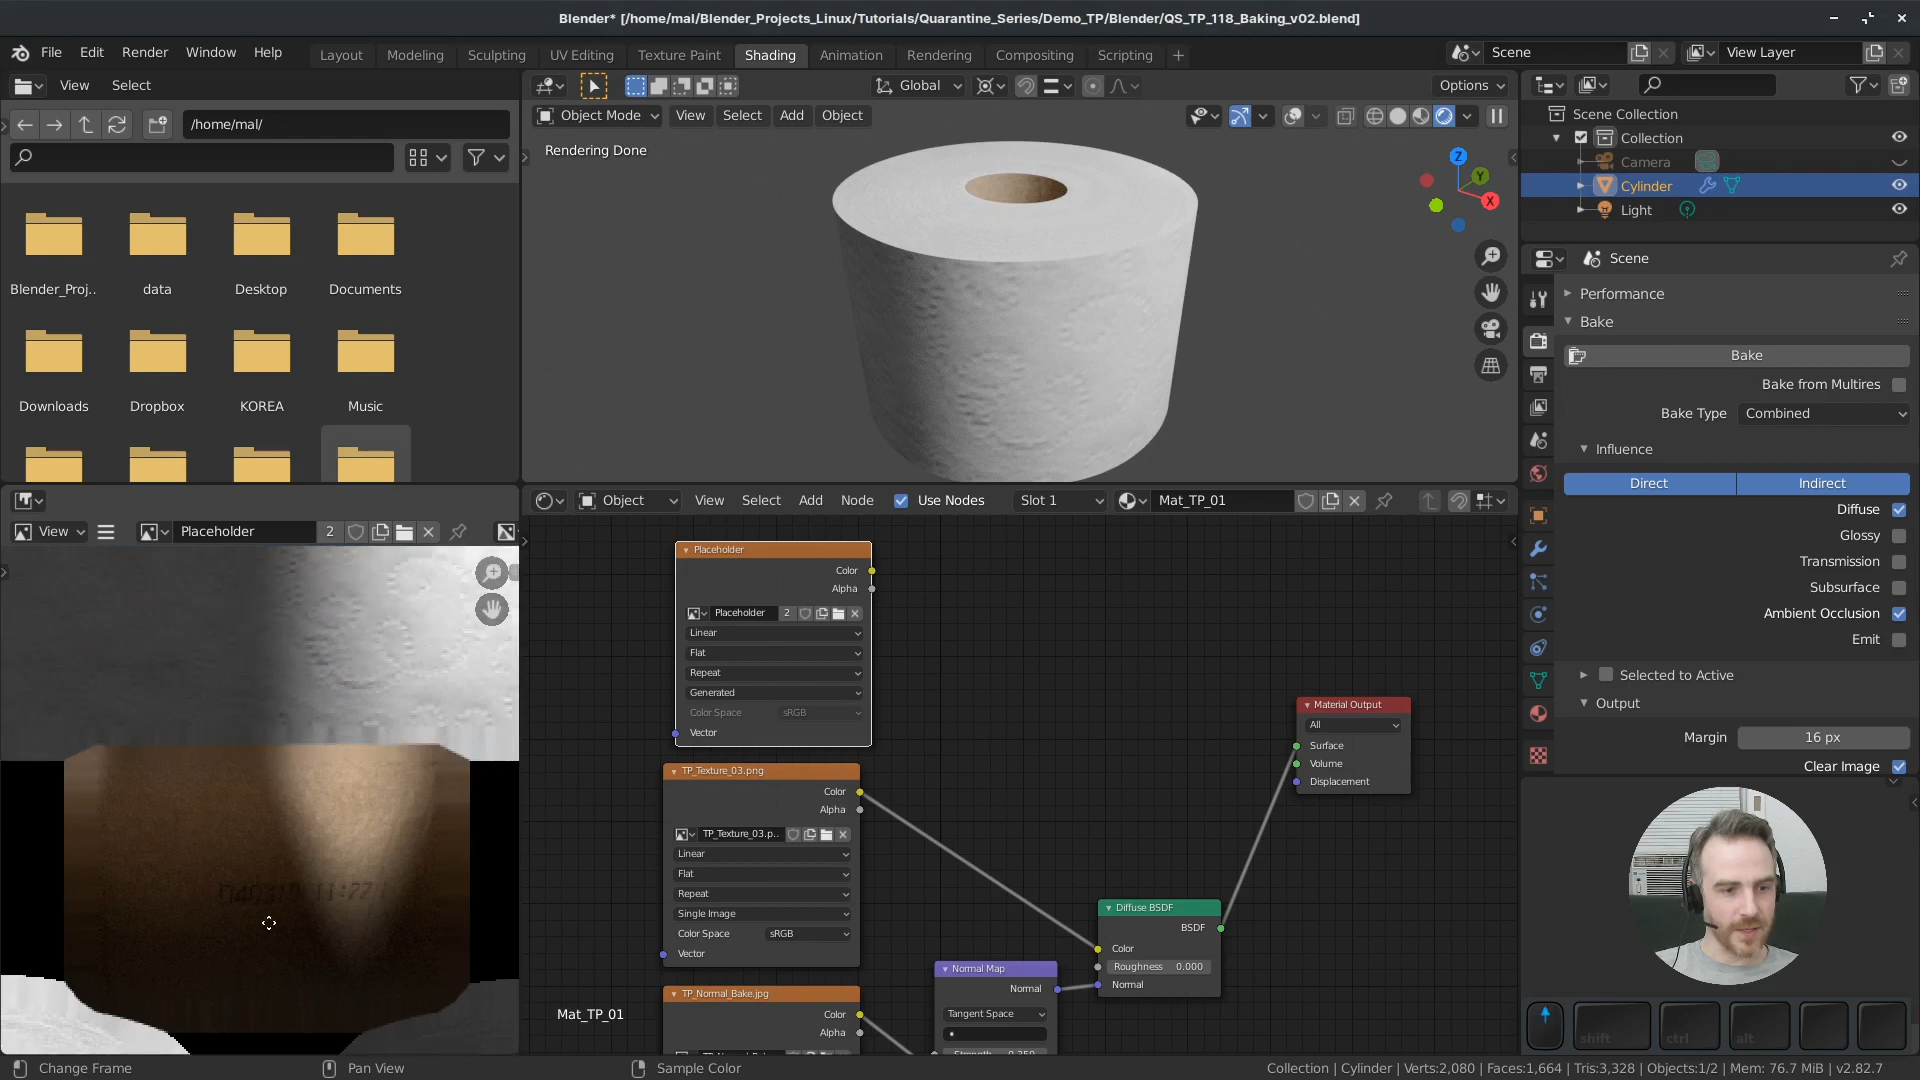 Blender* [/home/mal/Blender_Projects_Linux/Tutorials/Quarantine_Series/Demo_TP/Blender/QS_TP_118_Baking_v02.blend]
File Edit Render Window Help
Layout Modeling Sculpting UV Editing Texture Paint Shading Animation Rendering Compositing Scripting +
Scene
View Layer
View Select
/home/mal/
Blender_Proj.. data Desktop Documents
Downloads Dropbox KOREA Music
Global
Options
Object Mode View Select Add Object
Rendering Done
Z
Y
X
Scene Collection
Collection
Camera
Cylinder
Light
Scene
Performance
Bake
Bake
Bake from Multires
Bake Type Combined
Influence
Direct Indirect
Diffuse
Glossy
Transmission
Subsurface
Ambient Occlusion
Emit
Selected to Active
Output
Margin 16 px
Clear Image
View Placeholder 2
Object View Select Add Node Use Nodes Slot 1 Mat_TP_01
Placeholder
Color
Alpha
Placeholder 2
Linear
Flat
Repeat
Generated
Color Space sRGB
Vector
TP_Texture_03.png
Color
Alpha
TP_Texture_03.p..
Linear
Flat
Repeat
Single Image
Color Space sRGB
Vector
TP_Normal_Bake.jpg
Color
Alpha
Normal Map
Normal
Tangent Space
Diffuse BSDF
BSDF
Color
Roughness 0.000
Normal
Material Output
All
Surface
Volume
Displacement
Mat_TP_01
shift ctrl alt
Change Frame Pan View Sample Color
Collection | Cylinder | Verts:2,080 | Faces:1,664 | Tris:3,328 | Objects:1/2 | Mem: 76.7 MiB | v2.82.7